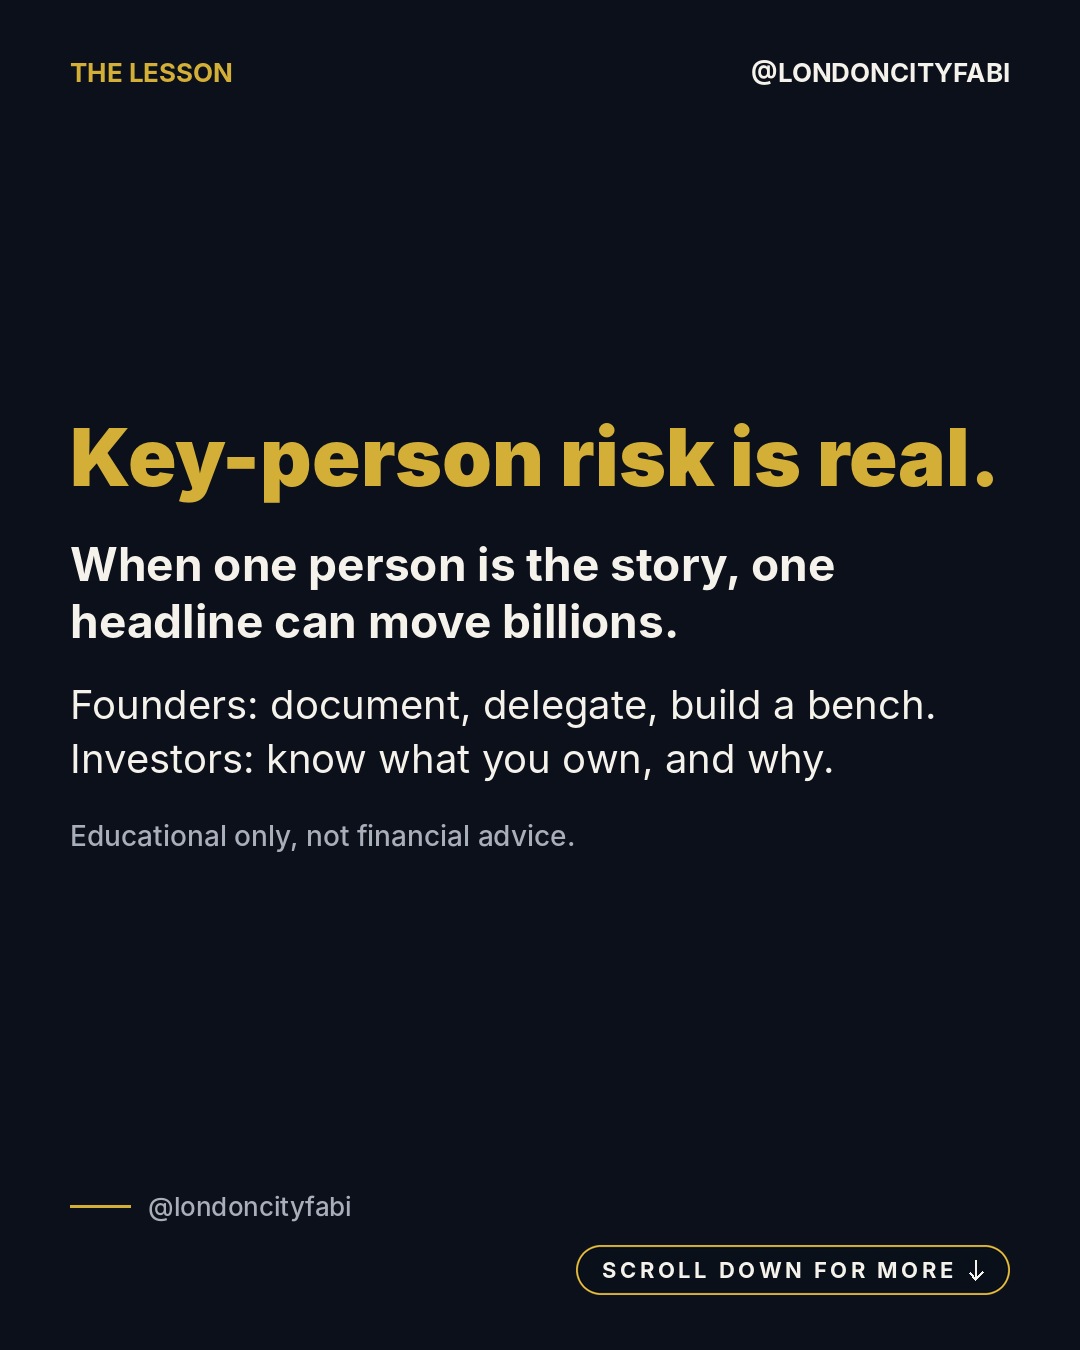 THE LESSON
@LONDONCITYFABI
Key-person risk is real.
When one person is the story, one
headline can move billions.
Founders: document, delegate, build a bench.
Investors: know what you own, and why.
Educational only, not financial advice.
@londoncityfabi
SCROLL DOWN FOR MORE ↓